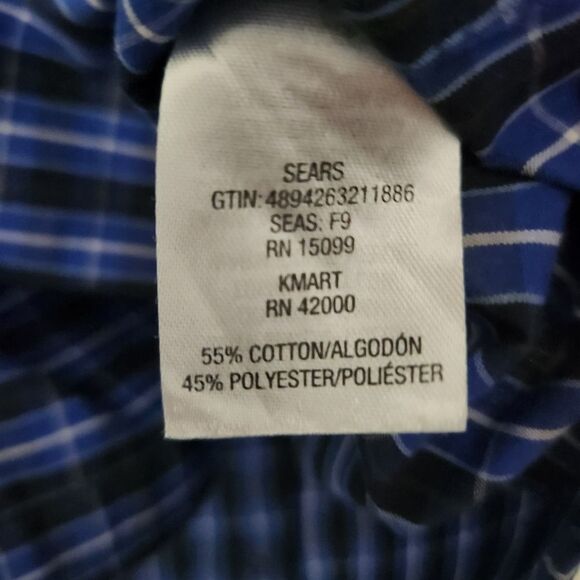 SEARS
GTIN:4894263211886
SEAS: F9
RN 15099
KMART
RN 42000
55% COTTON/ALGODÓN
45% POLYESTER/POLIÉSTER